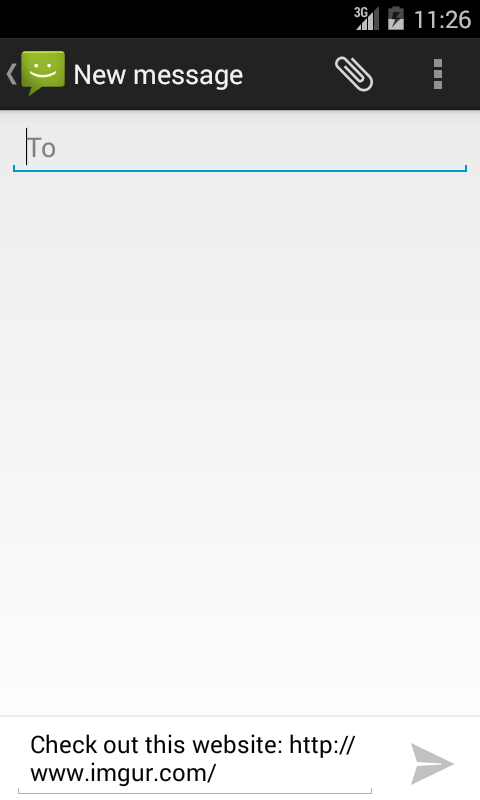 3G 11:26
New message
To
Check out this website: http://
www.imgur.com/